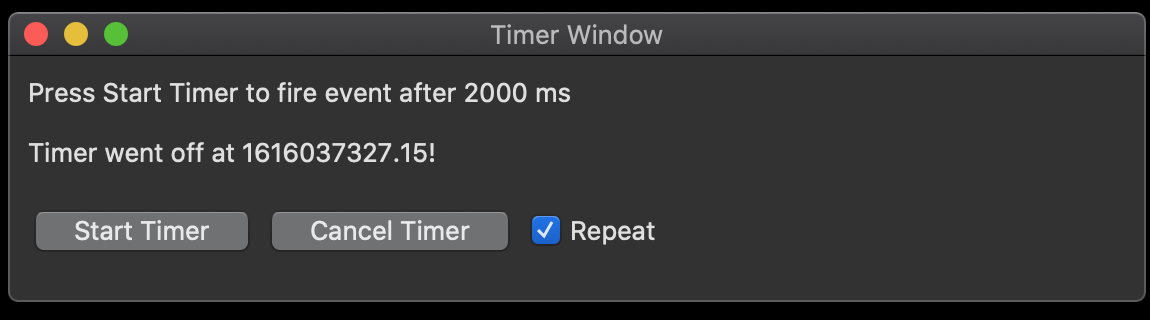 Timer Window
Press Start Timer to fire event after 2000 ms
Timer went off at 1616037327.15!
Start Timer Cancel Timer Repeat